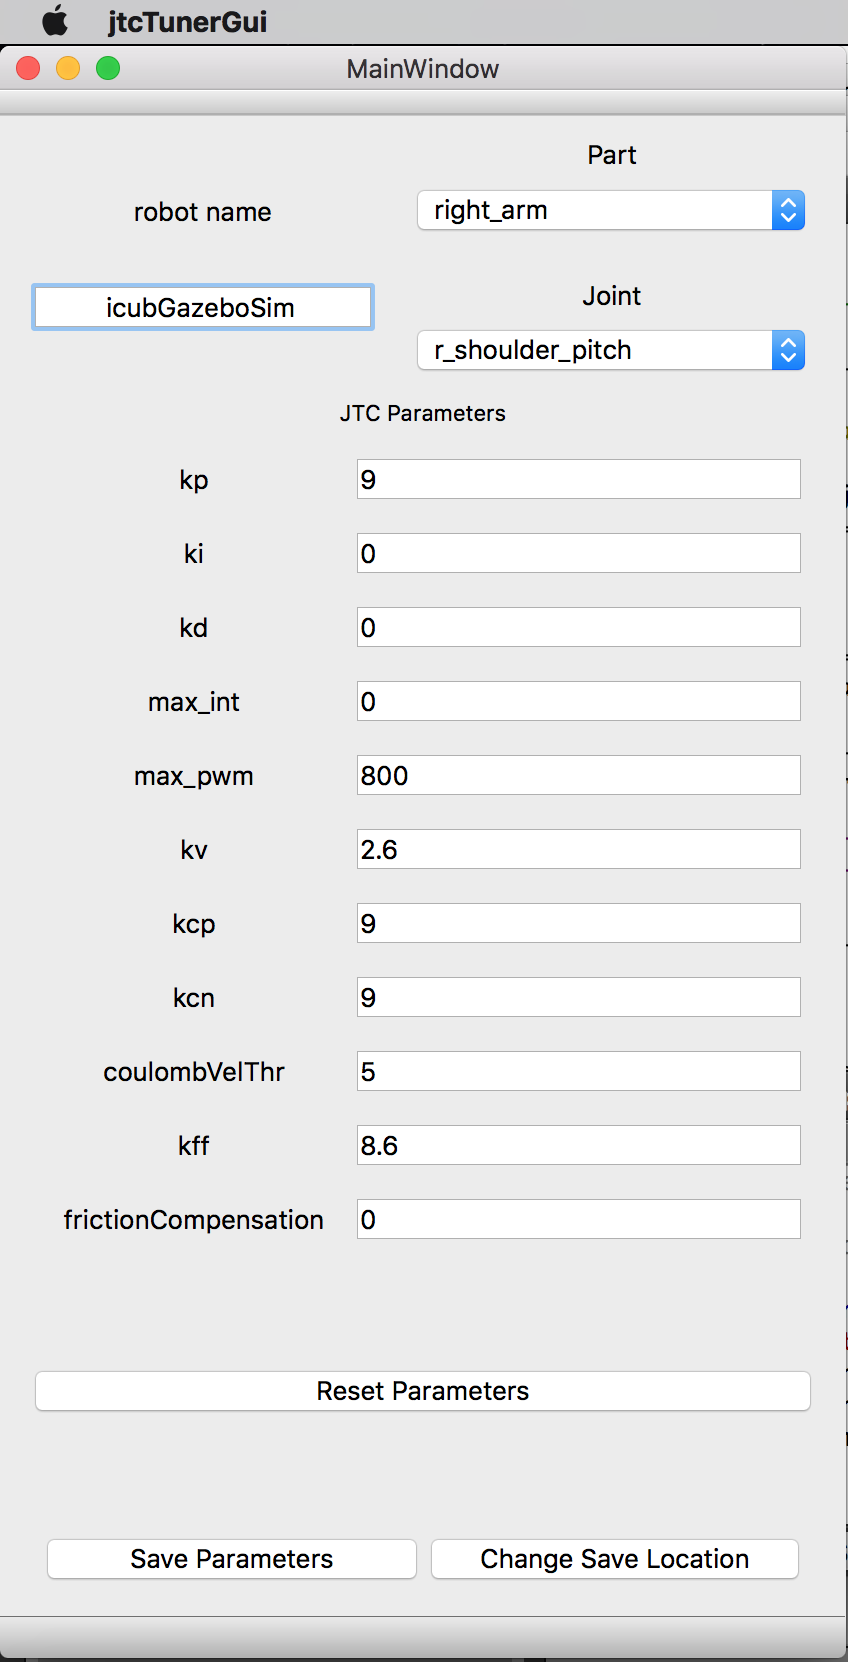 jtcTunerGui
MainWindow
Part
robot name
right_arm
icubGazeboSim
Joint
r_shoulder_pitch
JTC Parameters
kp 9
ki 0
kd 0
max_int 0
max_pwm 800
kv 2.6
kcp 9
kcn 9
coulombVelThr 5
kff 8.6
frictionCompensation 0
Reset Parameters
Save Parameters Change Save Location